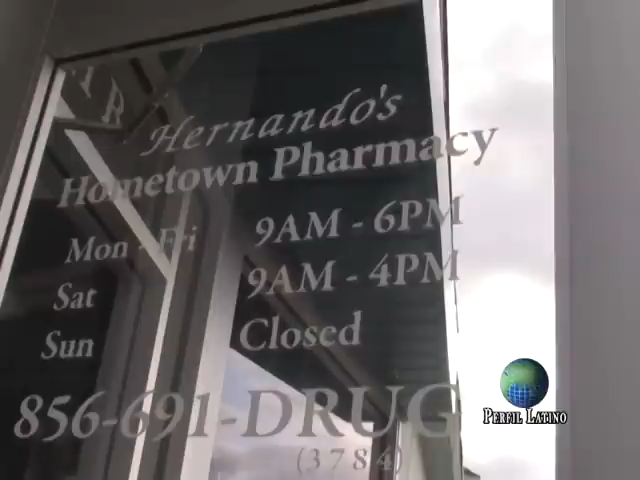 Hernando's
Hometown Pharmacy
Mon - Fri 9AM - 6PM
Sat 9AM - 4PM
Sun Closed
856-691-DRUG
(3784)
PERFIL LATINO